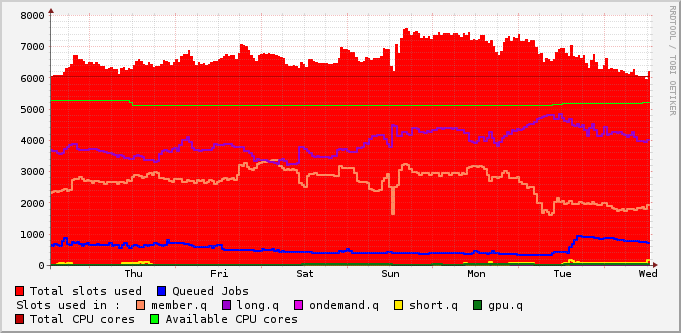 8000
7000
6000
5000
4000
3000
2000
1000
0
Thu Fri Sat Sun Mon Tue Wed
RRDTOOL / TOBI OETIKER
Total slots used Queued Jobs
Slots used in : member.q long.q ondemand.q short.q gpu.q
Total CPU cores Available CPU cores